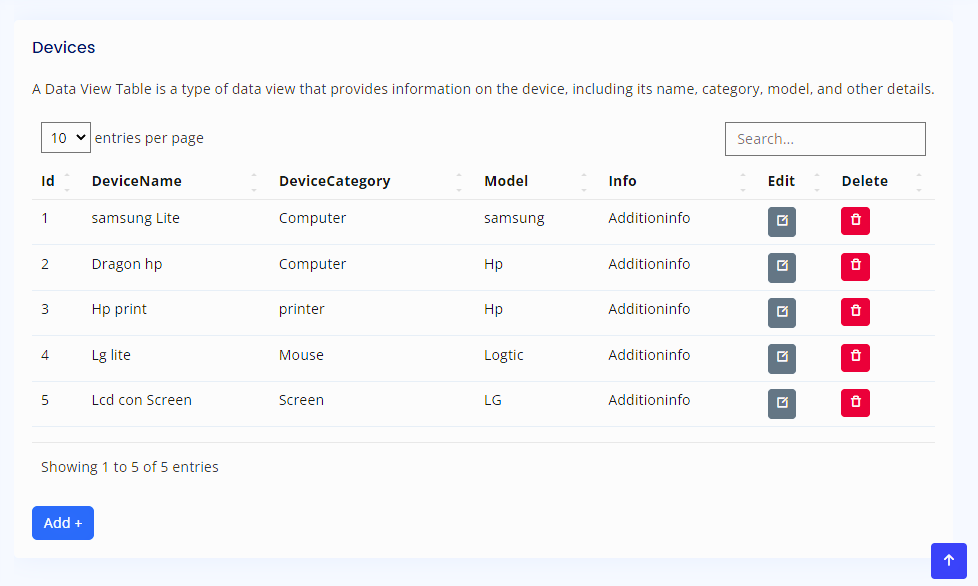 Devices
A Data View Table is a type of data view that provides information on the device, including its name, category, model, and other details.
10 entries per page Search...
Id DeviceName DeviceCategory Model Info Edit Delete
1 samsung Lite Computer samsung Additioninfo
2 Dragon hp Computer Hp Additioninfo
3 Hp print printer Hp Additioninfo
4 Lg lite Mouse Logtic Additioninfo
5 Lcd con Screen Screen LG Additioninfo
Showing 1 to 5 of 5 entries
Add +